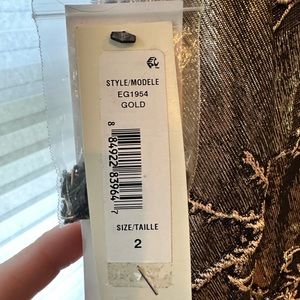 STYLE/MODELE
EG1954
GOLD
8 84922 83964 7
SIZE/TAILLE
2